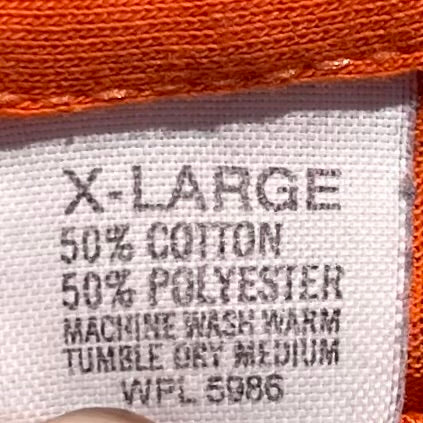 X-LARGE
50% COTTON
50% POLYESTER
MACHINE WASH WARM
TUMBLE DRY MEDIUM
WPL 5986